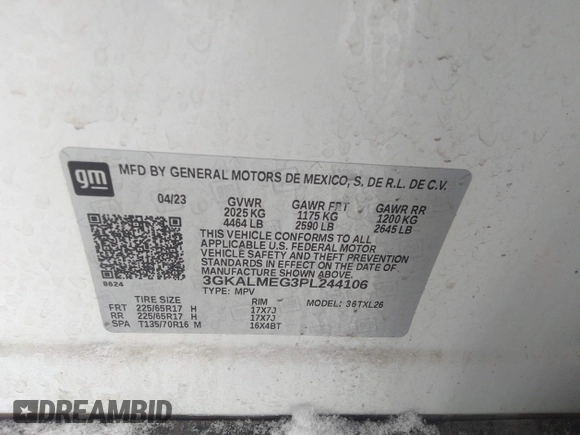 gm
MFD BY GENERAL MOTORS DE MEXICO, S. DE R.L. DE C.V.
04/23 GVWR GAWR FRT GAWR RR
2025 KG 1175 KG 1200 KG
4464 LB 2590 LB 2645 LB
THIS VEHICLE CONFORMS TO ALL
APPLICABLE U.S. FEDERAL MOTOR
VEHICLE SAFETY AND THEFT PREVENTION
STANDARDS IN EFFECT ON THE DATE OF
MANUFACTURE SHOWN ABOVE.
8624 3GKALMEG3PL244106
TYPE: MPV MODEL: 36TXL26
TIRE SIZE RIM
FRT 225/65R17 H 17X7J
RR 225/65R17 H 17X7J
SPA T135/70R16 M 16X4BT
DREAMBID